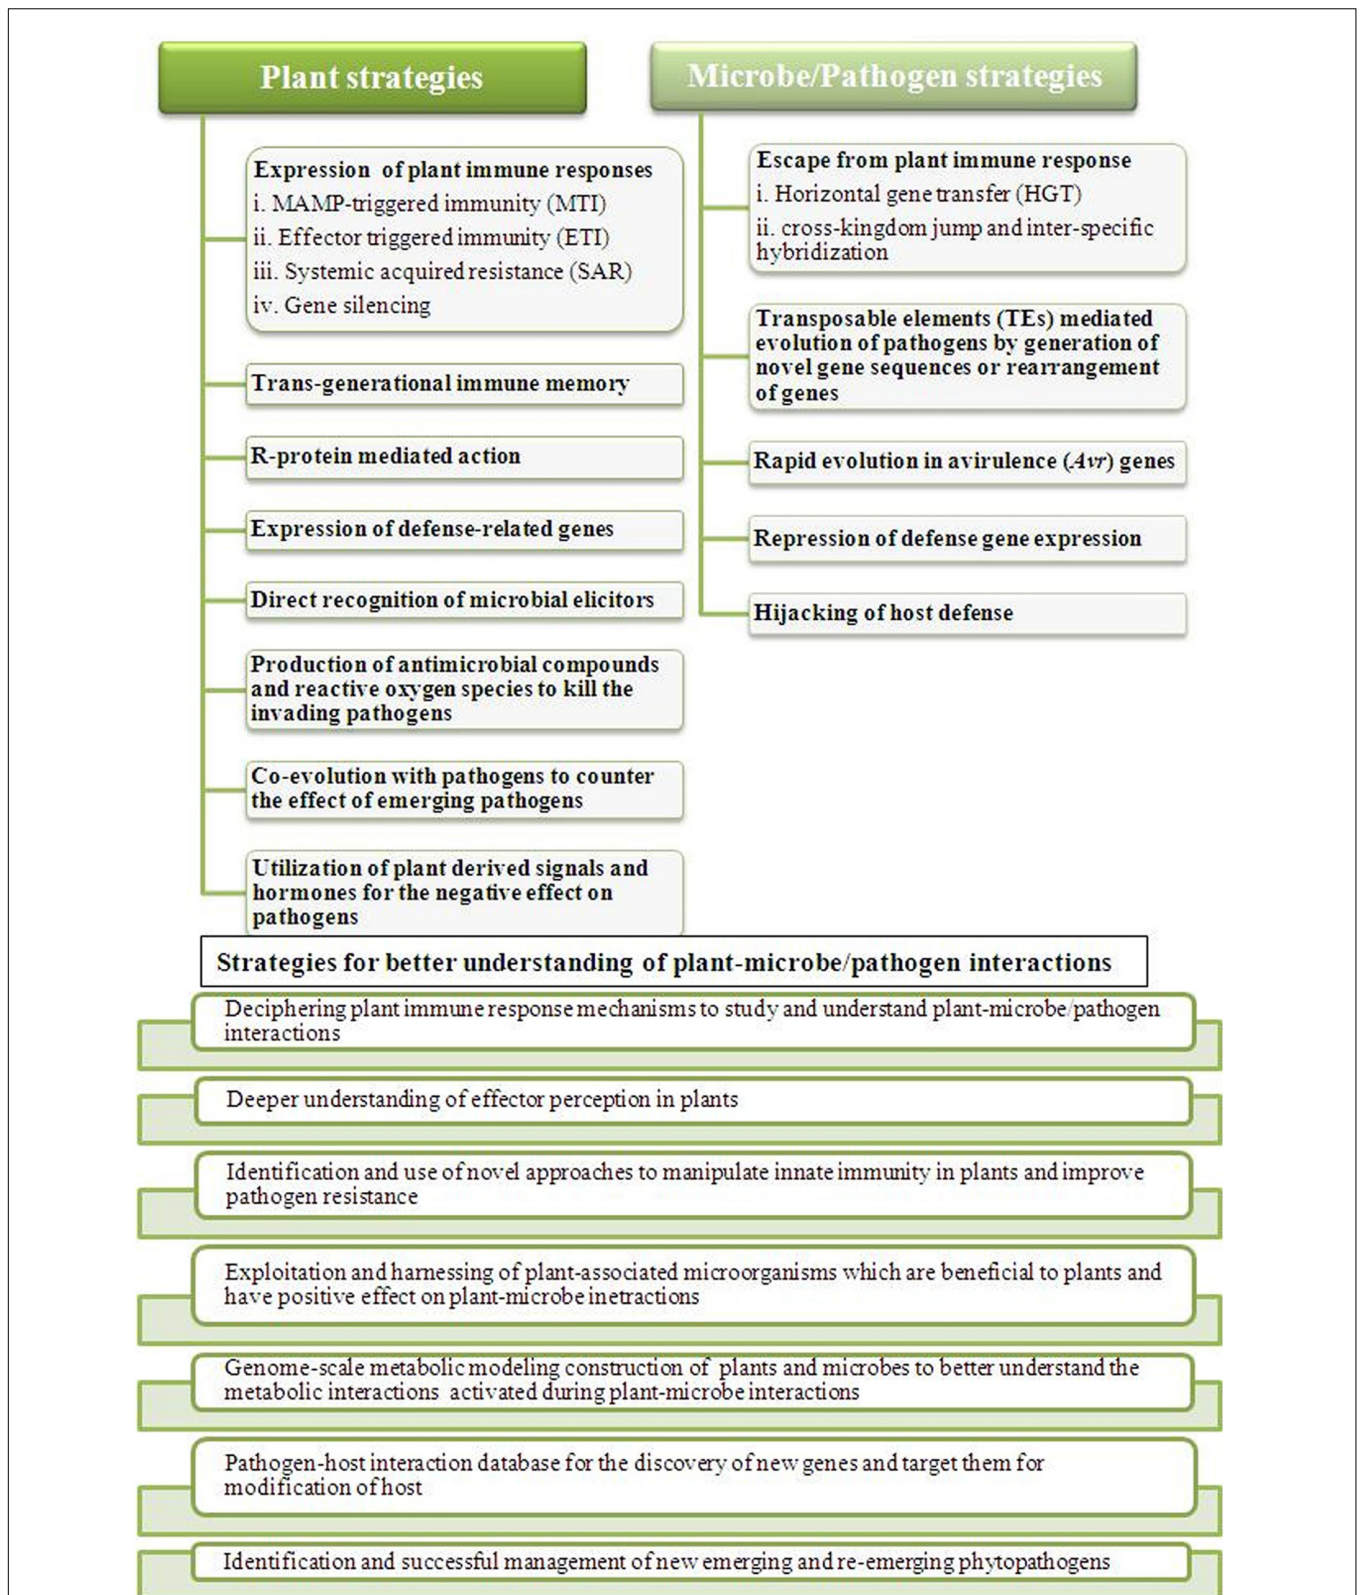 Plant strategies
Expression of plant immune responses
i. MAMP-triggered immunity (MTI)
ii. Effector triggered immunity (ETI)
iii. Systemic acquired resistance (SAR)
iv. Gene silencing
Trans-generational immune memory
R-protein mediated action
Expression of defense-related genes
Direct recognition of microbial elicitors
Production of antimicrobial compounds
and reactive oxygen species to kill the
invading pathogens
Co-evolution with pathogens to counter
the effect of emerging pathogens
Utilization of plant derived signals and
hormones for the negative effect on
pathogens
Microbe/Pathogen strategies
Escape from plant immune response
i. Horizontal gene transfer (HGT)
ii. cross-kingdom jump and inter-specific
hybridization
Transposable elements (TEs) mediated
evolution of pathogens by generation of
novel gene sequences or rearrangement
of genes
Rapid evolution in avirulence (Avr) genes
Repression of defense gene expression
Hijacking of host defense
Strategies for better understanding of plant-microbe/pathogen interactions
Deciphering plant immune response mechanisms to study and understand plant-microbe/pathogen
interactions
Deeper understanding of effector perception in plants
Identification and use of novel approaches to manipulate innate immunity in plants and improve
pathogen resistance
Exploitation and harnessing of plant-associated microorganisms which are beneficial to plants and
have positive effect on plant-microbe inetractions
Genome-scale metabolic modeling construction of plants and microbes to better understand the
metabolic interactions activated during plant-microbe interactions
Pathogen-host interaction database for the discovery of new genes and target them for
modification of host
Identification and successful management of new emerging and re-emerging phytopathogens